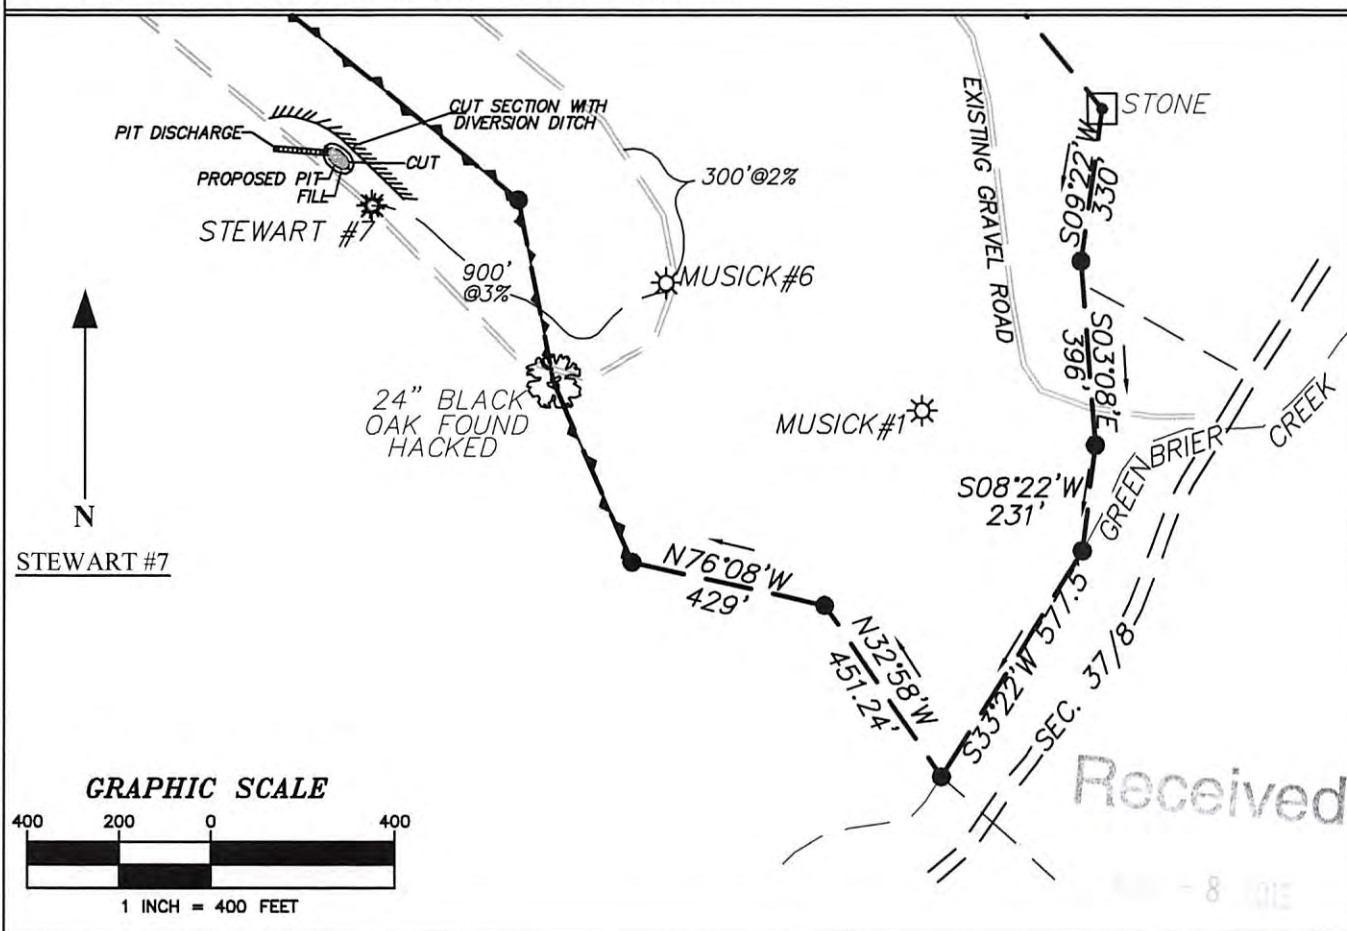 STONE
CUT SECTION WITH
DIVERSION DITCH
PIT DISCHARGE
CUT
PROPOSED PIT
FILL
STEWART #7
300'@2%
EXISTING GRAVEL ROAD
S09°22'W
330'
900'
@3%
MUSICK#6
S03°08'E
396'
24" BLACK
OAK FOUND
HACKED
MUSICK#1
GREEN BRIER CREEK
S08°22'W
231'
N
STEWART #7
N76°08'W
429'
N32°58'W
451.24'
S33°22'W 577.5'
SEC. 37/8
Received
- 8
GRAPHIC SCALE
400 200 0 400
1 INCH = 400 FEET